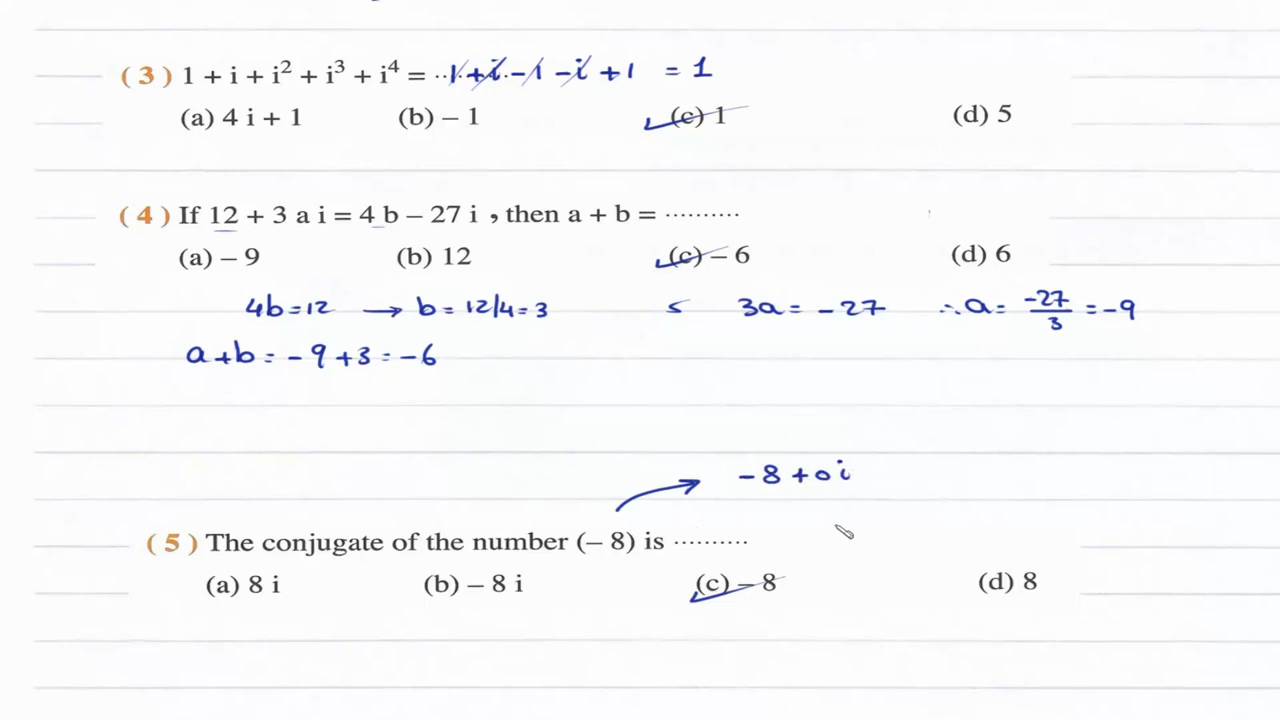 (3) 1 + i + i² + i³ + i⁴ = 1 + i - 1 - i + 1 = 1
(a) 4 i + 1 (b) – 1 (c) 1 (d) 5
(4) If 12 + 3 a i = 4 b – 27 i , then a + b = ··········
(a) – 9 (b) 12 (c) – 6 (d) 6
4b = 12 → b = 12/4 = 3 , 3a = -27 ∴ a = -27/3 = -9
a + b = -9 + 3 = -6
-8 + 0i
(5) The conjugate of the number (– 8) is ··········
(a) 8 i (b) – 8 i (c) – 8 (d) 8